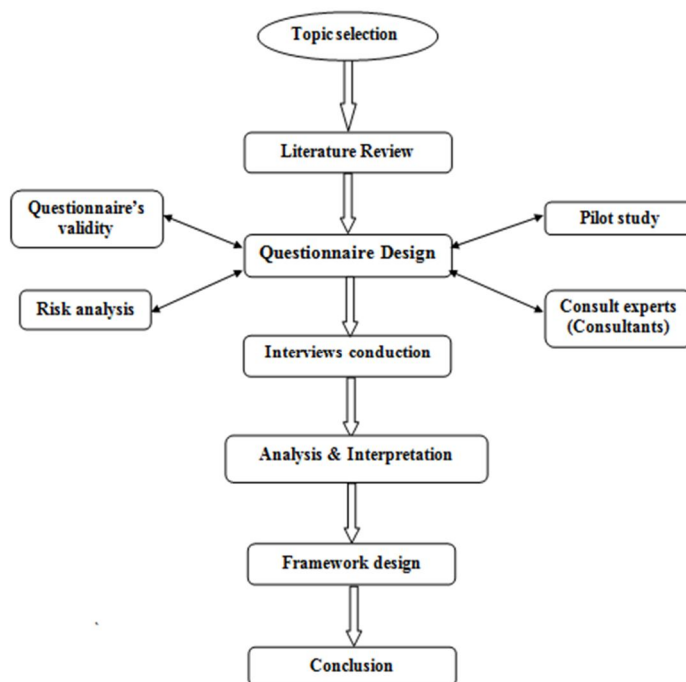 Topic selection
Literature Review
Questionnaire's
validity
Pilot study
Questionnaire Design
Risk analysis
Consult experts
(Consultants)
Interviews conduction
Analysis & Interpretation
Framework design
Conclusion